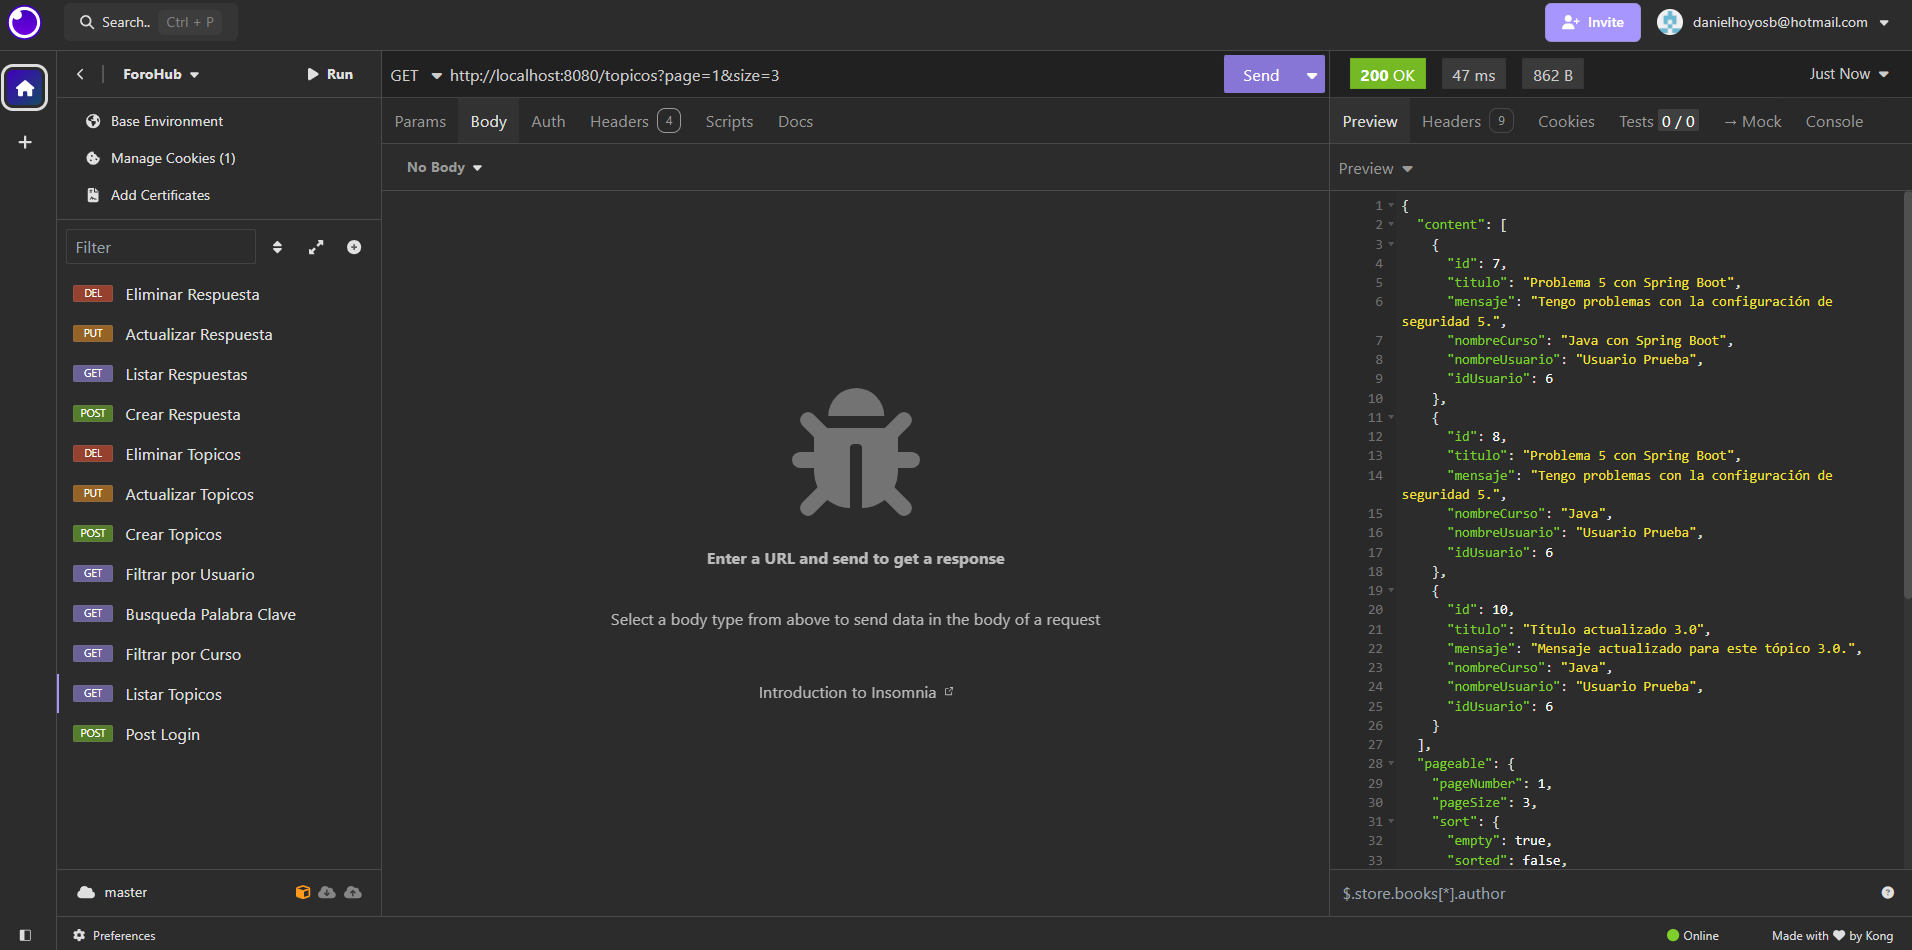 Search.. Ctrl + P
Invite danielhoyosb@hotmail.com
ForoHub Run
Base Environment
Manage Cookies (1)
Add Certificates
Filter
DEL Eliminar Respuesta
PUT Actualizar Respuesta
GET Listar Respuestas
POST Crear Respuesta
DEL Eliminar Topicos
PUT Actualizar Topicos
POST Crear Topicos
GET Filtrar por Usuario
GET Busqueda Palabra Clave
GET Filtrar por Curso
GET Listar Topicos
POST Post Login
master
Preferences
GET http://localhost:8080/topicos?page=1&size=3 Send
Params Body Auth Headers 4 Scripts Docs
No Body
Enter a URL and send to get a response
Select a body type from above to send data in the body of a request
Introduction to Insomnia
200 OK 47 ms 862 B Just Now
Preview Headers 9 Cookies Tests 0 / 0 → Mock Console
Preview
1 {
2 "content": [
3 {
4 "id": 7,
5 "titulo": "Problema 5 con Spring Boot",
6 "mensaje": "Tengo problemas con la configuración de
seguridad 5.",
7 "nombreCurso": "Java con Spring Boot",
8 "nombreUsuario": "Usuario Prueba",
9 "idUsuario": 6
10 },
11 {
12 "id": 8,
13 "titulo": "Problema 5 con Spring Boot",
14 "mensaje": "Tengo problemas con la configuración de
seguridad 5.",
15 "nombreCurso": "Java",
16 "nombreUsuario": "Usuario Prueba",
17 "idUsuario": 6
18 },
19 {
20 "id": 10,
21 "titulo": "Título actualizado 3.0",
22 "mensaje": "Mensaje actualizado para este tópico 3.0.",
23 "nombreCurso": "Java",
24 "nombreUsuario": "Usuario Prueba",
25 "idUsuario": 6
26 }
27 ],
28 "pageable": {
29 "pageNumber": 1,
30 "pageSize": 3,
31 "sort": {
32 "empty": true,
33 "sorted": false,
$.store.books[*].author
Online Made with ❤ by Kong